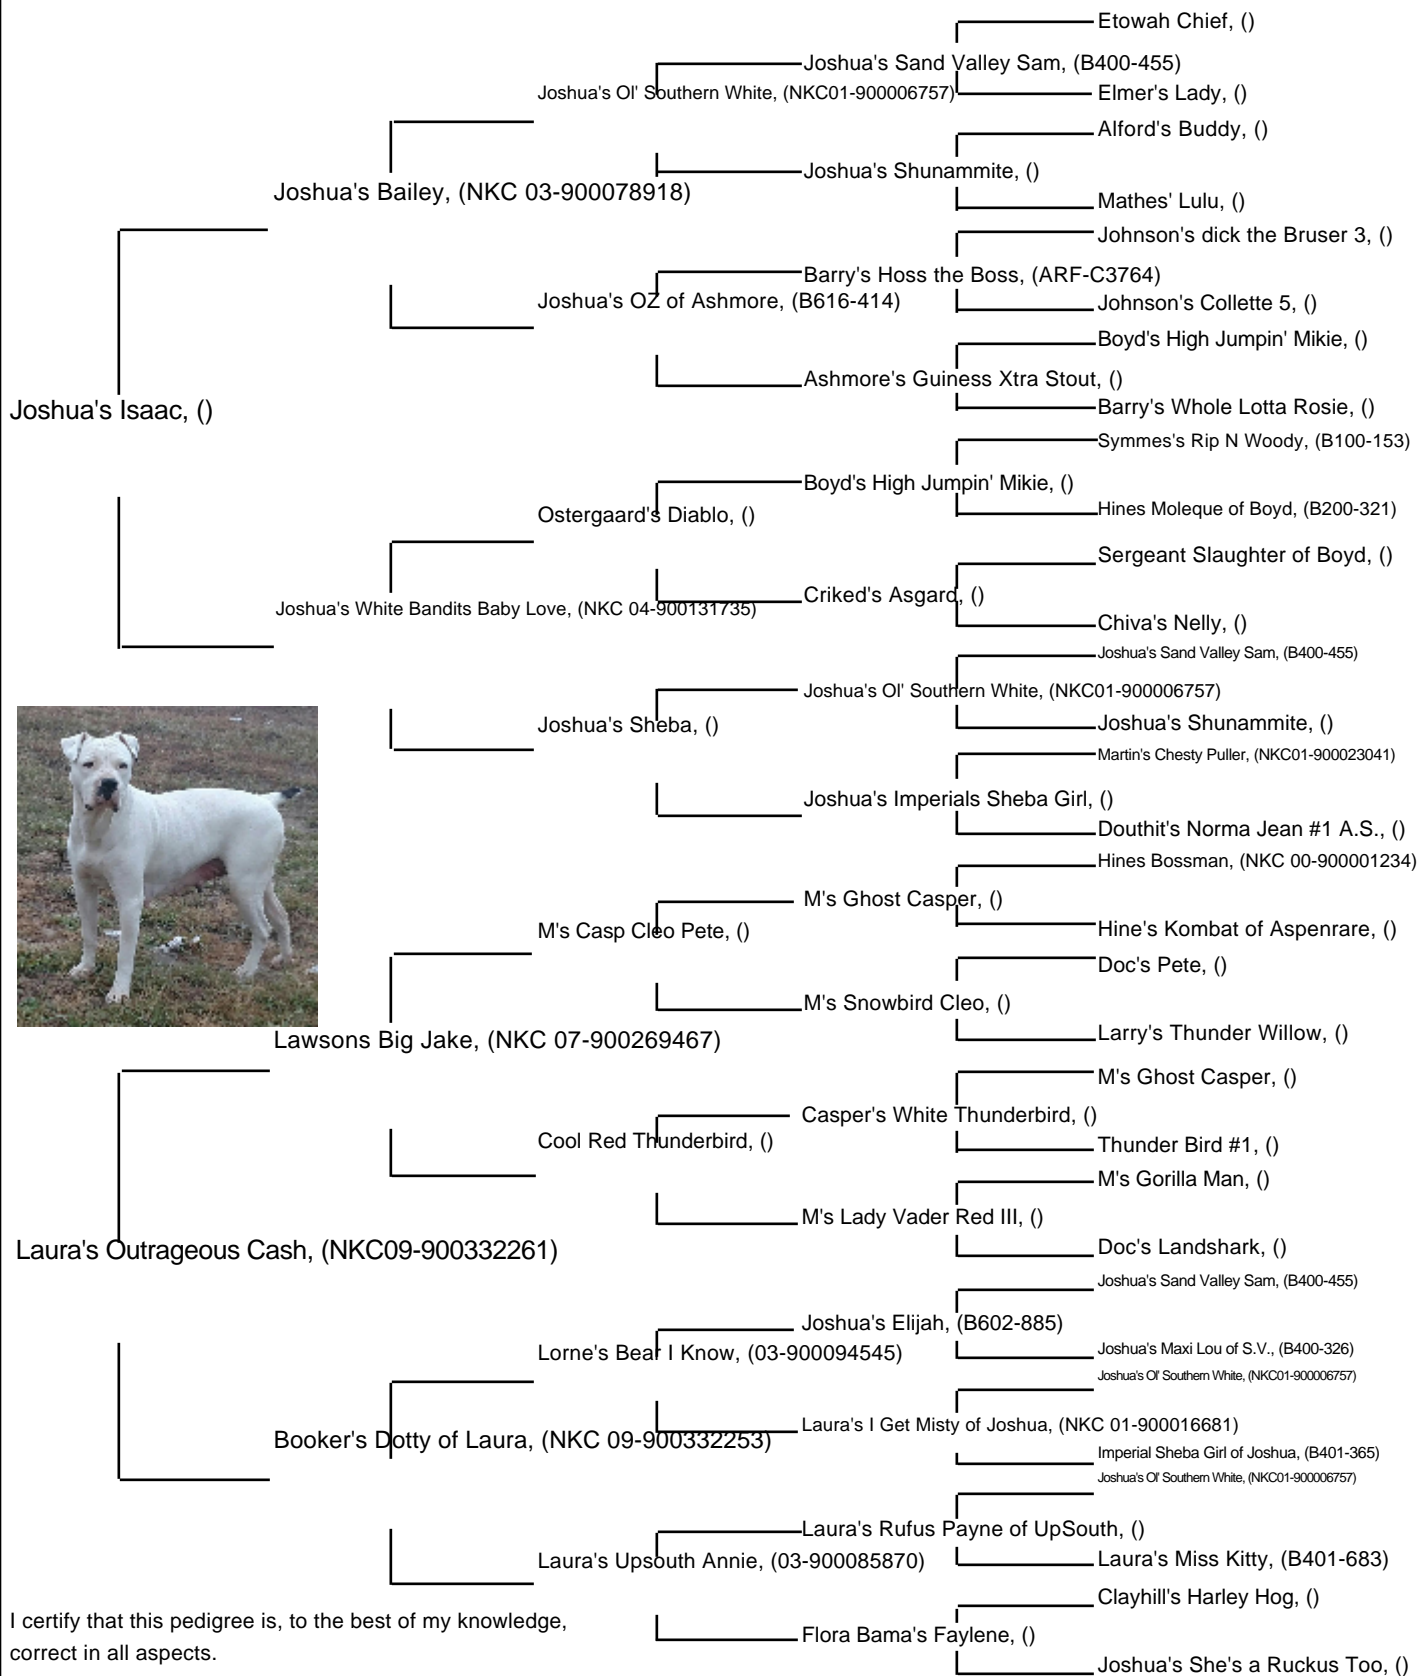 Etowah Chief, ()
Joshua's Sand Valley Sam, (B400-455)
Joshua's Ol' Southern White, (NKC01-900006757)
Elmer's Lady, ()
Alford's Buddy, ()
Joshua's Shunammite, ()
Joshua's Bailey, (NKC 03-900078918)
Mathes' Lulu, ()
Johnson's dick the Bruser 3, ()
Barry's Hoss the Boss, (ARF-C3764)
Joshua's OZ of Ashmore, (B616-414)
Johnson's Collette 5, ()
Boyd's High Jumpin' Mikie, ()
Ashmore's Guiness Xtra Stout, ()
Joshua's Isaac, ()
Barry's Whole Lotta Rosie, ()
Symmes's Rip N Woody, (B100-153)
Boyd's High Jumpin' Mikie, ()
Ostergaard's Diablo, ()
Hines Moleque of Boyd, (B200-321)
Sergeant Slaughter of Boyd, ()
Criked's Asgard, ()
Joshua's White Bandits Baby Love, (NKC 04-900131735)
Chiva's Nelly, ()
Joshua's Sand Valley Sam, (B400-455)
Joshua's Ol' Southern White, (NKC01-900006757)
Joshua's Sheba, ()
Joshua's Shunammite, ()
Martin's Chesty Puller, (NKC01-900023041)
Joshua's Imperials Sheba Girl, ()
Douthit's Norma Jean #1 A.S., ()
Hines Bossman, (NKC 00-900001234)
M's Ghost Casper, ()
M's Casp Cleo Pete, ()
Hine's Kombat of Aspenrare, ()
Doc's Pete, ()
M's Snowbird Cleo, ()
Lawsons Big Jake, (NKC 07-900269467)
Larry's Thunder Willow, ()
M's Ghost Casper, ()
Casper's White Thunderbird, ()
Cool Red Thunderbird, ()
Thunder Bird #1, ()
M's Gorilla Man, ()
M's Lady Vader Red III, ()
Laura's Outrageous Cash, (NKC09-900332261)
Doc's Landshark, ()
Joshua's Sand Valley Sam, (B400-455)
Joshua's Elijah, (B602-885)
Lorne's Bear I Know, (03-900094545)
Joshua's Maxi Lou of S.V., (B400-326)
Joshua's Ol' Southern White, (NKC01-900006757)
Laura's I Get Misty of Joshua, (NKC 01-900016681)
Booker's Dotty of Laura, (NKC 09-900332253)
Imperial Sheba Girl of Joshua, (B401-365)
Joshua's Ol' Southern White, (NKC01-900006757)
Laura's Rufus Payne of UpSouth, ()
Laura's Upsouth Annie, (03-900085870)
Laura's Miss Kitty, (B401-683)
Clayhill's Harley Hog, ()
I certify that this pedigree is, to the best of my knowledge,
Flora Bama's Faylene, ()
correct in all aspects.
Joshua's She's a Ruckus Too, ()